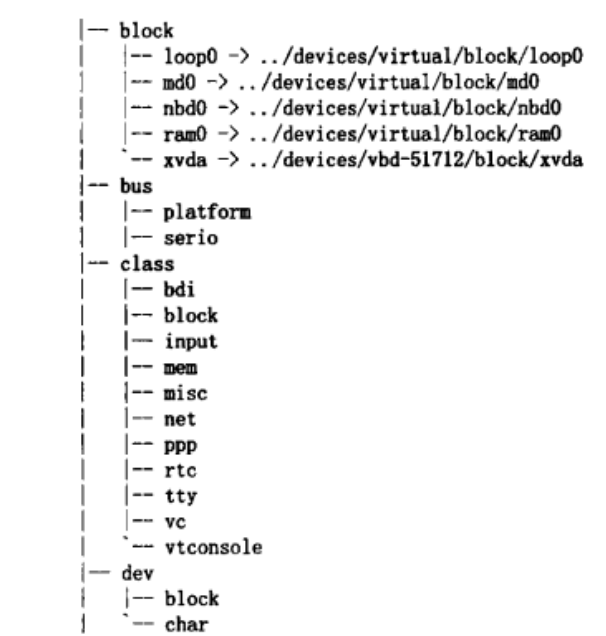 |-- block
|   |-- loop0 -> ../devices/virtual/block/loop0
|   |-- md0 -> ../devices/virtual/block/md0
|   |-- nbd0 -> ../devices/virtual/block/nbd0
|   |-- ram0 -> ../devices/virtual/block/ram0
|   `-- xvda -> ../devices/vbd-51712/block/xvda
|-- bus
|   |-- platform
|   |-- serio
|-- class
|   |-- bdi
|   |-- block
|   |-- input
|   |-- mem
|   |-- misc
|   |-- net
|   |-- ppp
|   |-- rtc
|   |-- tty
|   |-- vc
|   `-- vtconsole
|-- dev
|   |-- block
|   `-- char